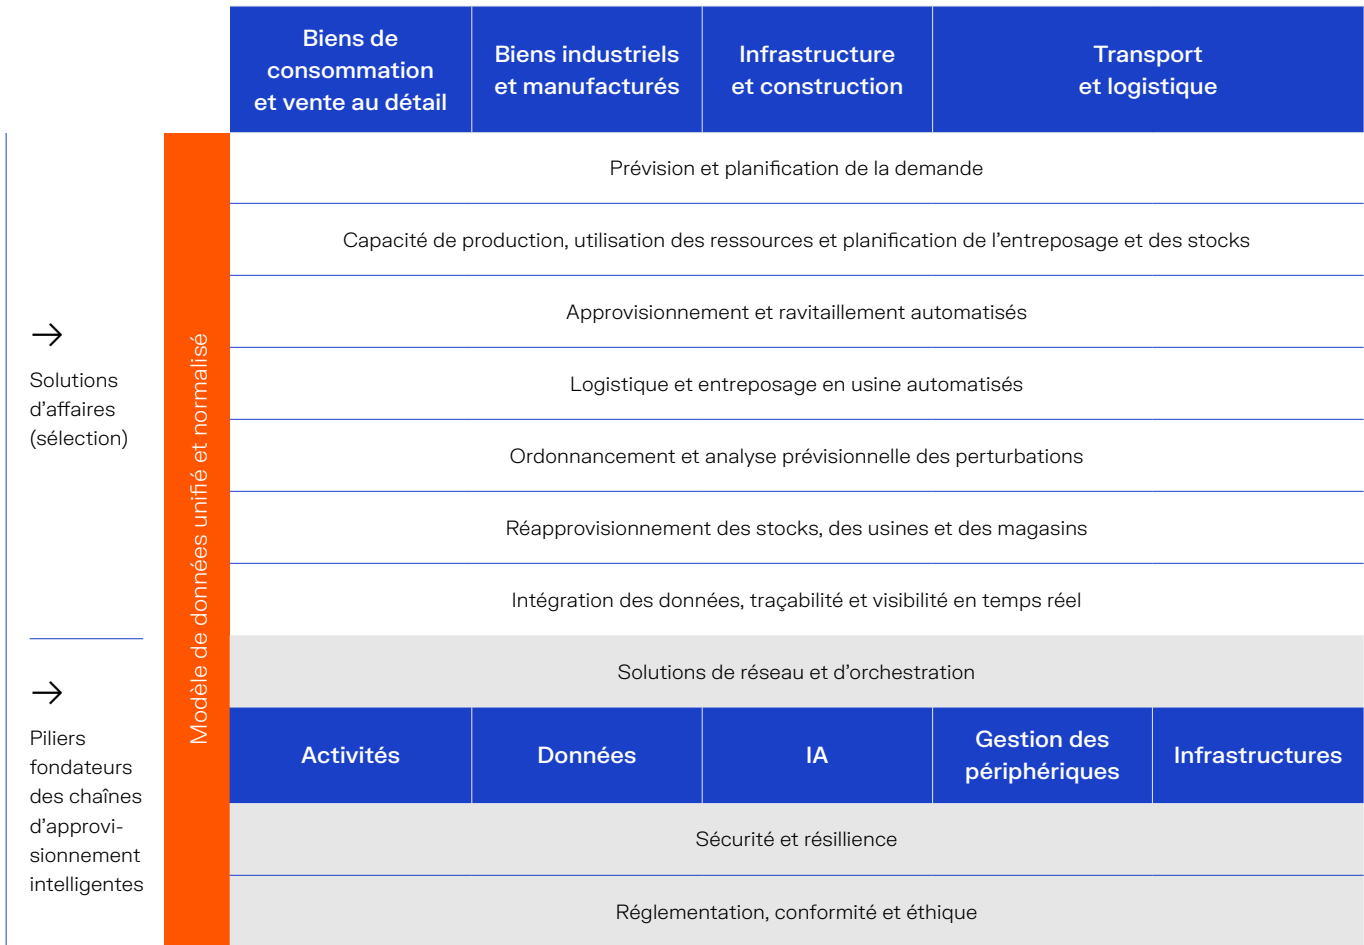 Biens de
consommation
et vente au détail
Biens industriels
et manufacturés
Infrastructure
et construction
Transport
et logistique
→
Solutions
d’affaires
(sélection)
Modèle de données unifié et normalisé
Prévision et planification de la demande
Capacité de production, utilisation des ressources et planification de l’entreposage et des stocks
Approvisionnement et ravitaillement automatisés
Logistique et entreposage en usine automatisés
Ordonnancement et analyse prévisionnelle des perturbations
Réapprovisionnement des stocks, des usines et des magasins
Intégration des données, traçabilité et visibilité en temps réel
→
Piliers
fondateurs
des chaînes
d’approvi-
sionnement
intelligentes
Solutions de réseau et d’orchestration
Activités
Données
IA
Gestion des
périphériques
Infrastructures
Sécurité et résillience
Réglementation, conformité et éthique